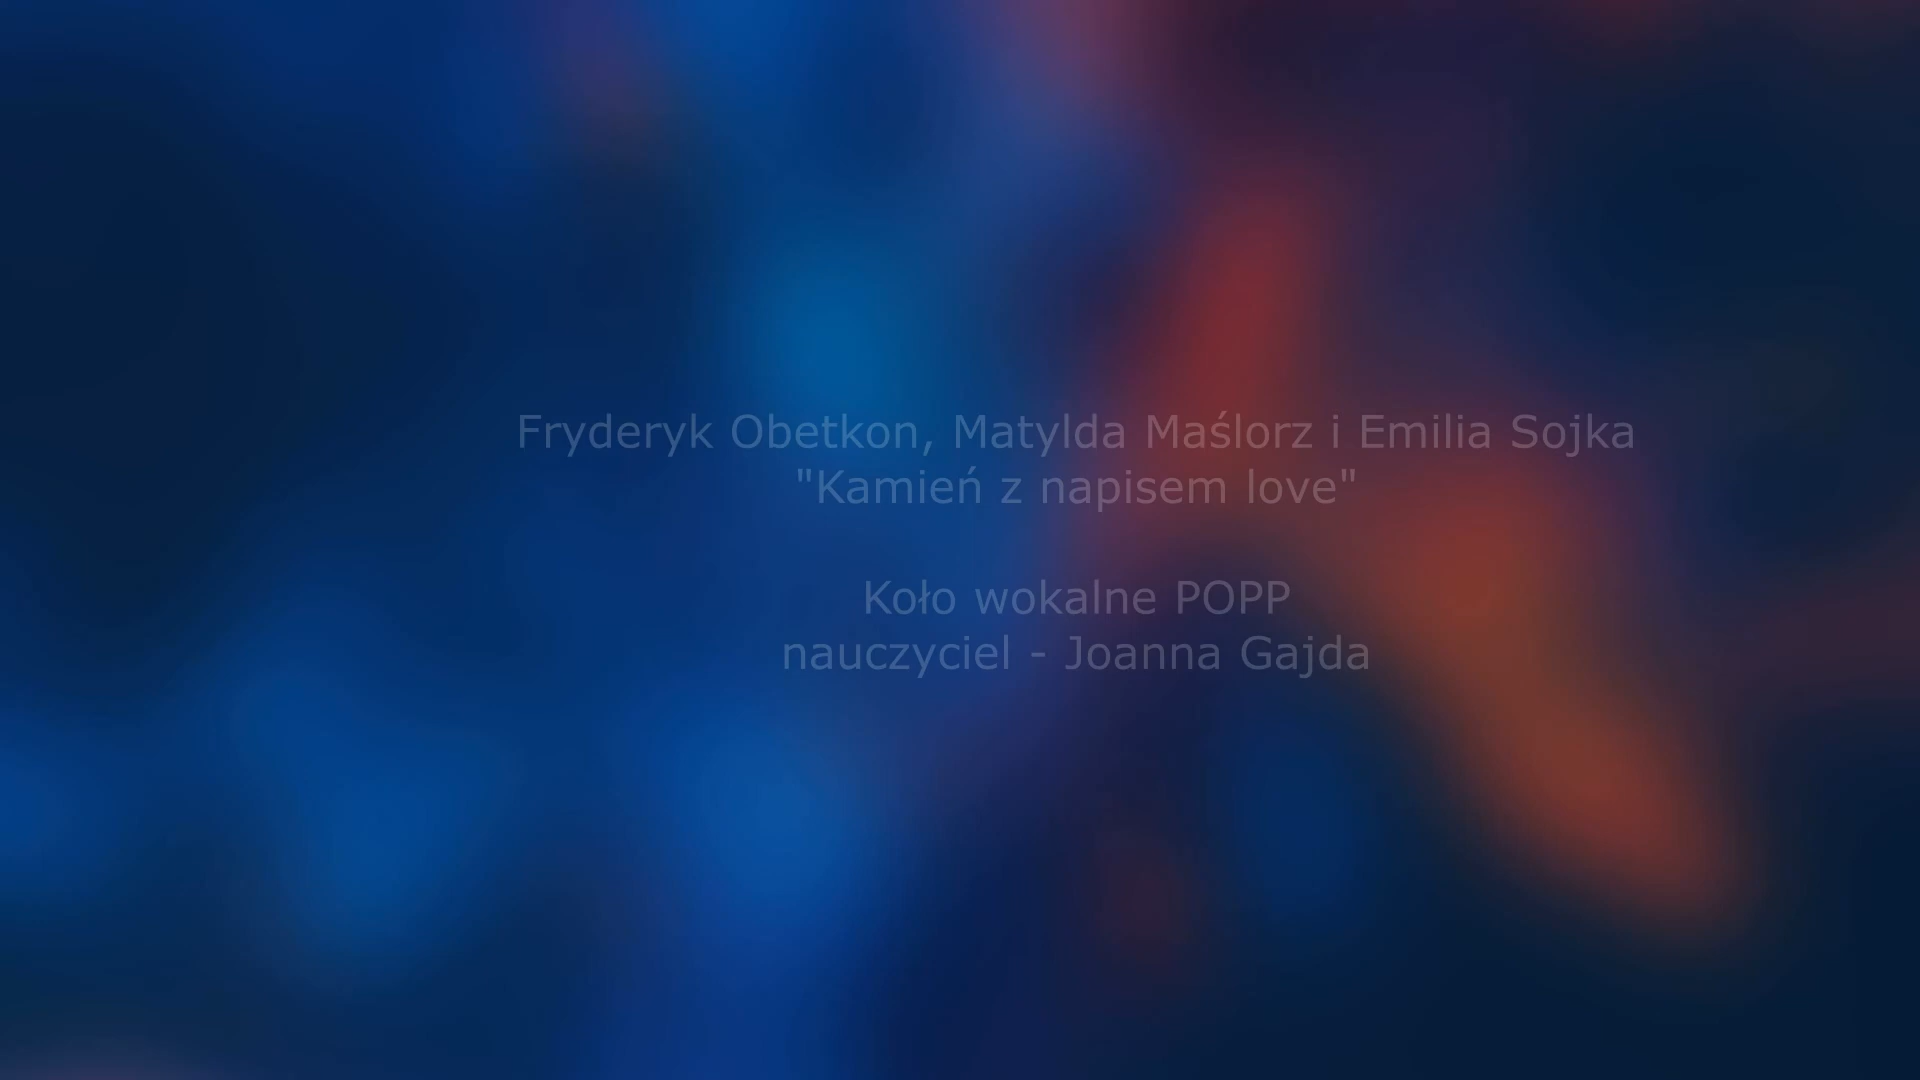 Fryderyk Obetkon, Matylda Maślorz i Emilia Sojka
"Kamień z napisem love"
Koło wokalne POPP
nauczyciel - Joanna Gajda